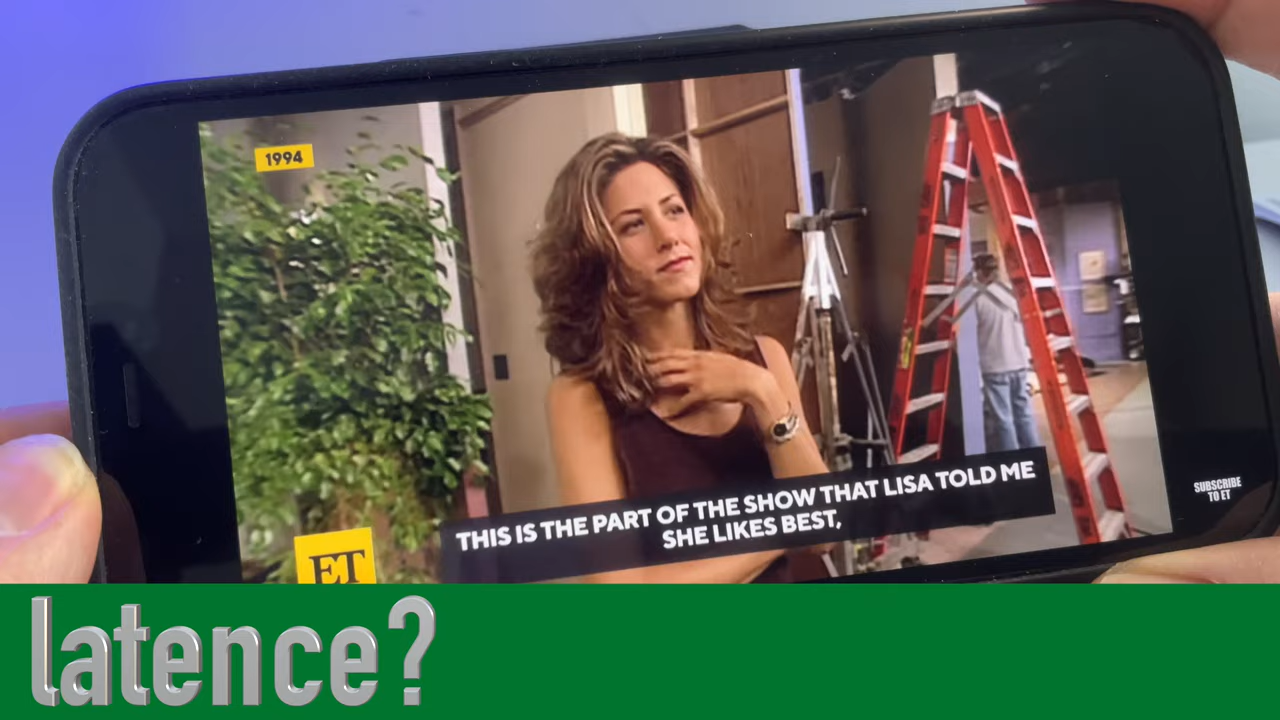 1994
THIS IS THE PART OF THE SHOW THAT LISA TOLD ME
SHE LIKES BEST,
SUBSCRIBE
TO ET
ET
latence?